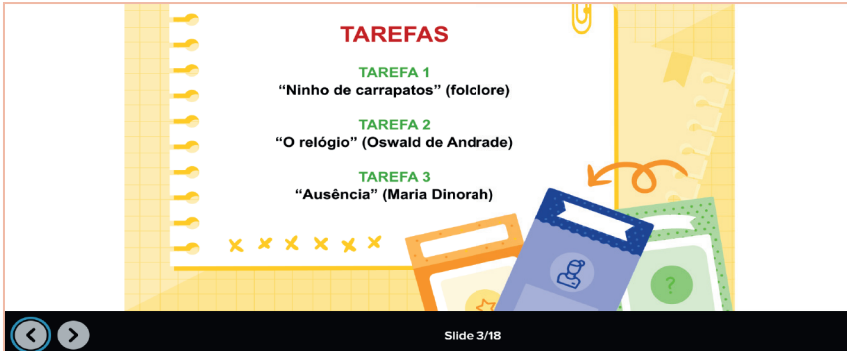 TAREFAS
TAREFA 1
“Ninho de carrapatos” (folclore)
TAREFA 2
“O relógio” (Oswald de Andrade)
TAREFA 3
“Ausência” (Maria Dinorah)
?
Slide 3/18